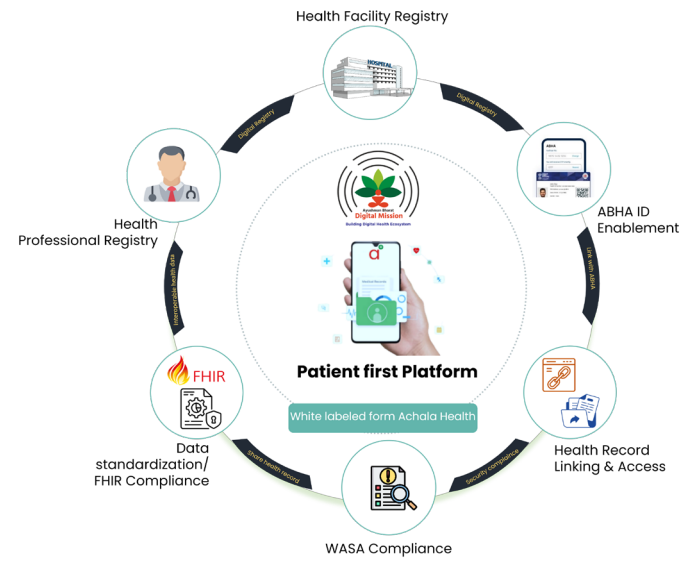 Health Facility Registry
HOSPITAL
Digital Registry
Digital Registry
ABHA
ABHA ID
Enablement
Health
Professional Registry
Ayushman Bharat
Digital Mission
Building Digital Health Ecosystem
a
Interoperable health data
Link with ABHA
Patient first Platform
White labeled form Achala Health
FHIR
Data
standardization/
FHIR Compliance
Health Record
Linking & Access
Share health record
Security complaince
WASA Compliance